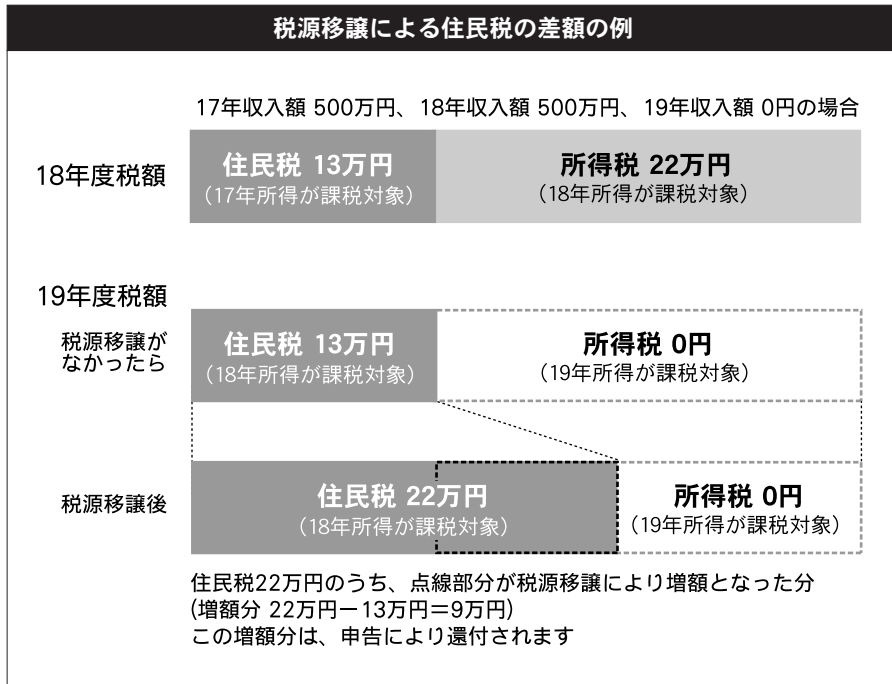 税源移譲による住民税の差額の例
17年収入額 500万円、18年収入額 500万円、19年収入額 0円の場合
18年度税額
住民税 13万円
(17年所得が課税対象)
所得税 22万円
(18年所得が課税対象)
19年度税額
税源移譲が
なかったら
住民税 13万円
(18年所得が課税対象)
所得税 0円
(19年所得が課税対象)
税源移譲後
住民税 22万円
(18年所得が課税対象)
所得税 0円
(19年所得が課税対象)
住民税22万円のうち、点線部分が税源移譲により増額となった分
(増額分 22万円－13万円＝9万円)
この増額分は、申告により還付されます